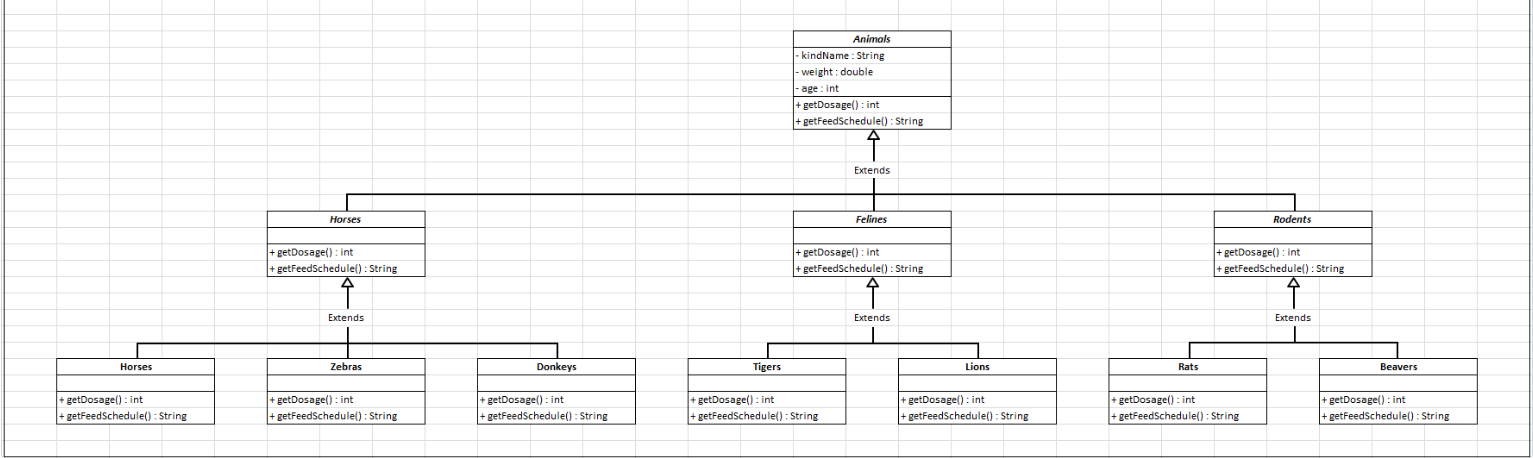 Animals
- kindName : String
- weight : double
- age : int
+ getDosage() : int
+ getFeedSchedule() : String
Extends
Horses
+ getDosage() : int
+ getFeedSchedule() : String
Felines
+ getDosage() : int
+ getFeedSchedule() : String
Rodents
+ getDosage() : int
+ getFeedSchedule() : String
Extends
Extends
Extends
Horses
+ getDosage() : int
+ getFeedSchedule() : String
Zebras
+ getDosage() : int
+ getFeedSchedule() : String
Donkeys
+ getDosage() : int
+ getFeedSchedule() : String
Tigers
+ getDosage() : int
+ getFeedSchedule() : String
Lions
+ getDosage() : int
+ getFeedSchedule() : String
Rats
+ getDosage() : int
+ getFeedSchedule() : String
Beavers
+ getDosage() : int
+ getFeedSchedule() : String